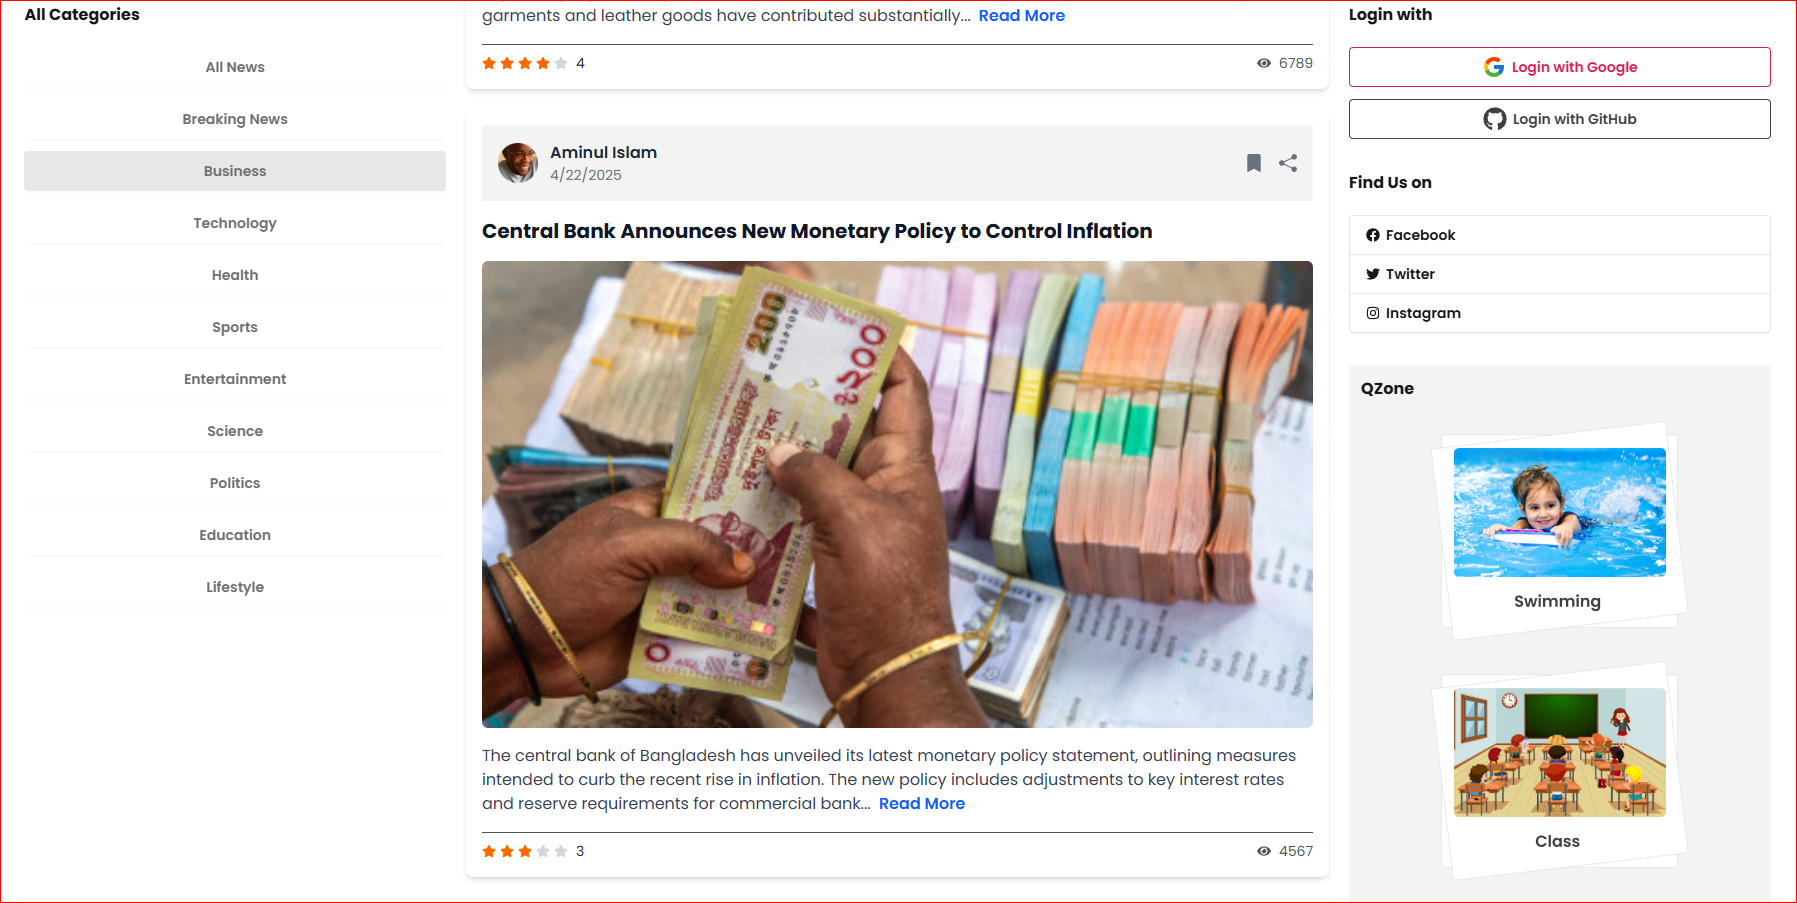 All Categories
All News
Breaking News
Business
Technology
Health
Sports
Entertainment
Science
Politics
Education
Lifestyle
garments and leather goods have contributed substantially... Read More
4
6789
Aminul Islam
4/22/2025
Central Bank Announces New Monetary Policy to Control Inflation
200
২০০
The central bank of Bangladesh has unveiled its latest monetary policy statement, outlining measures
intended to curb the recent rise in inflation. The new policy includes adjustments to key interest rates
and reserve requirements for commercial bank... Read More
3
4567
Login with
Login with Google
Login with GitHub
Find Us on
Facebook
Twitter
Instagram
QZone
Swimming
Class